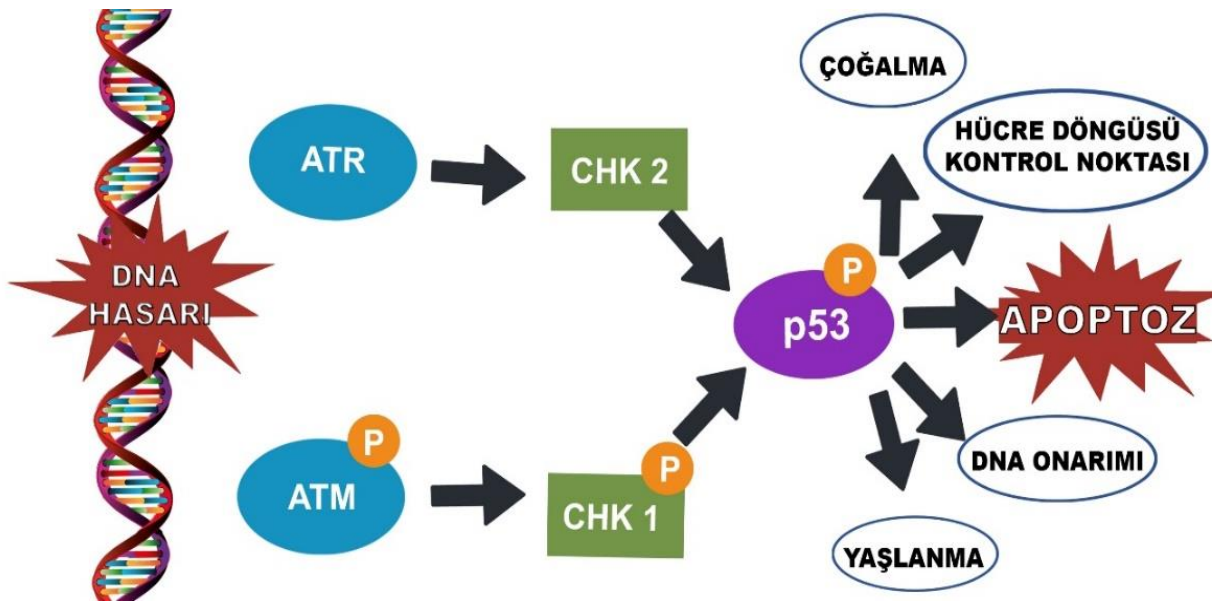 DNA
HASARI
ATR
CHK 2
ATM
P
CHK 1
P
p53
P
ÇOĞALMA
HÜCRE DÖNGÜSÜ
KONTROL NOKTASI
APOPTOZ
DNA ONARIMI
YAŞLANMA